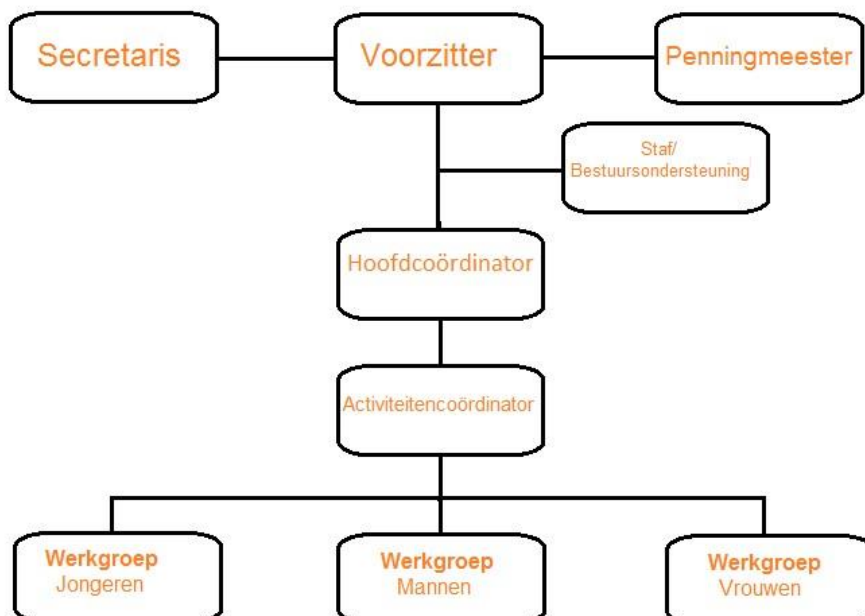 Secretaris
Voorzitter
Penningmeester
Staf/
Bestuursondersteuning
Hoofdcoördinator
Activiteitencoördinator
Werkgroep
Jongeren
Werkgroep
Mannen
Werkgroep
Vrouwen